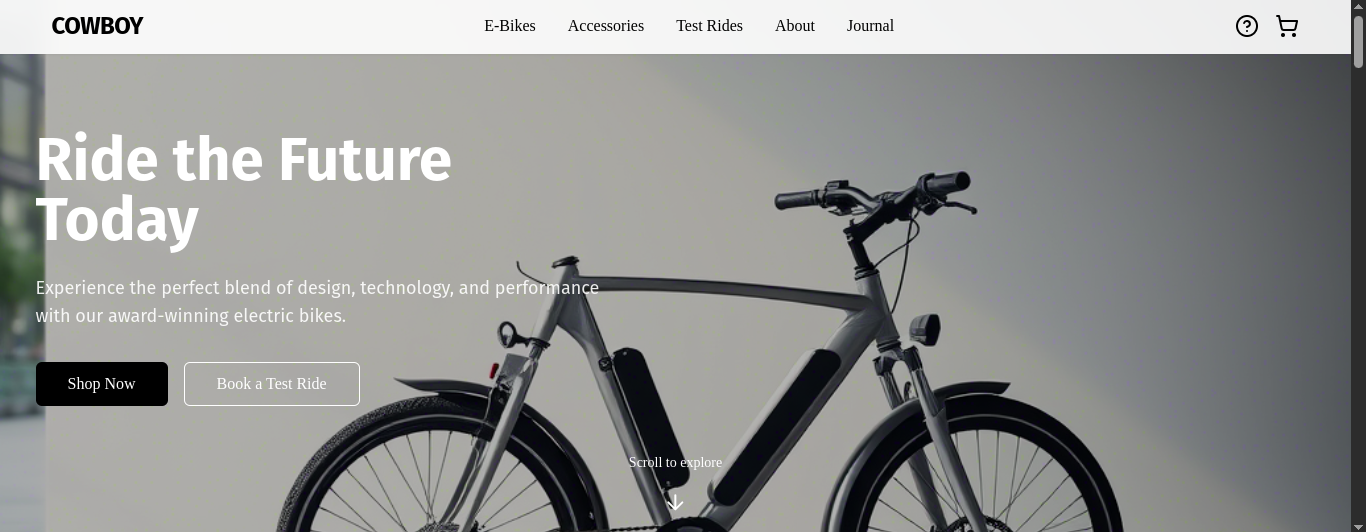 COWBOY
E-Bikes
Accessories
Test Rides
About
Journal
Ride the Future
Today
Experience the perfect blend of design, technology, and performance
with our award-winning electric bikes.
Shop Now
Book a Test Ride
Scroll to explore